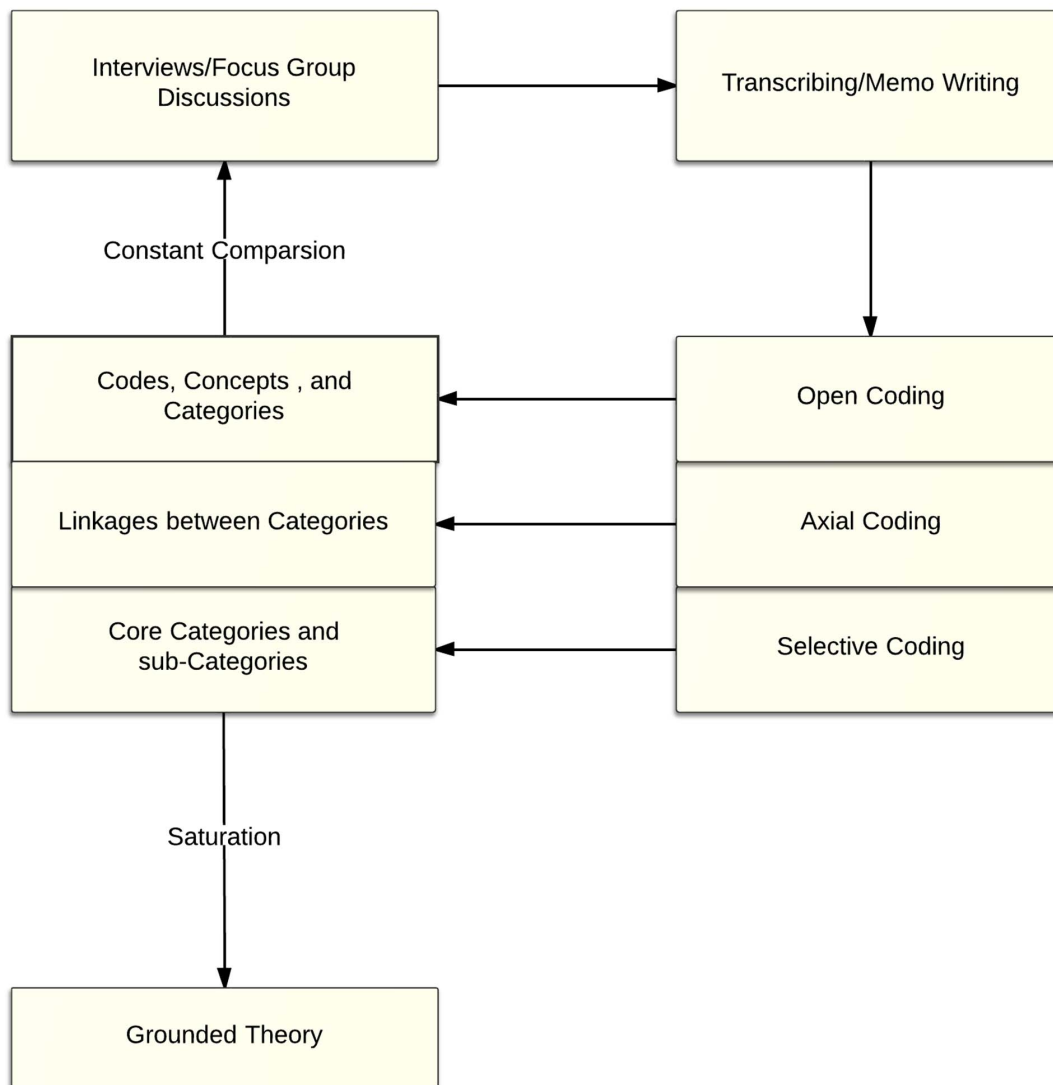 Interviews/Focus Group
Discussions
Transcribing/Memo Writing
Constant Comparsion
Codes, Concepts , and
Categories
Open Coding
Linkages between Categories
Axial Coding
Core Categories and
sub-Categories
Selective Coding
Saturation
Grounded Theory